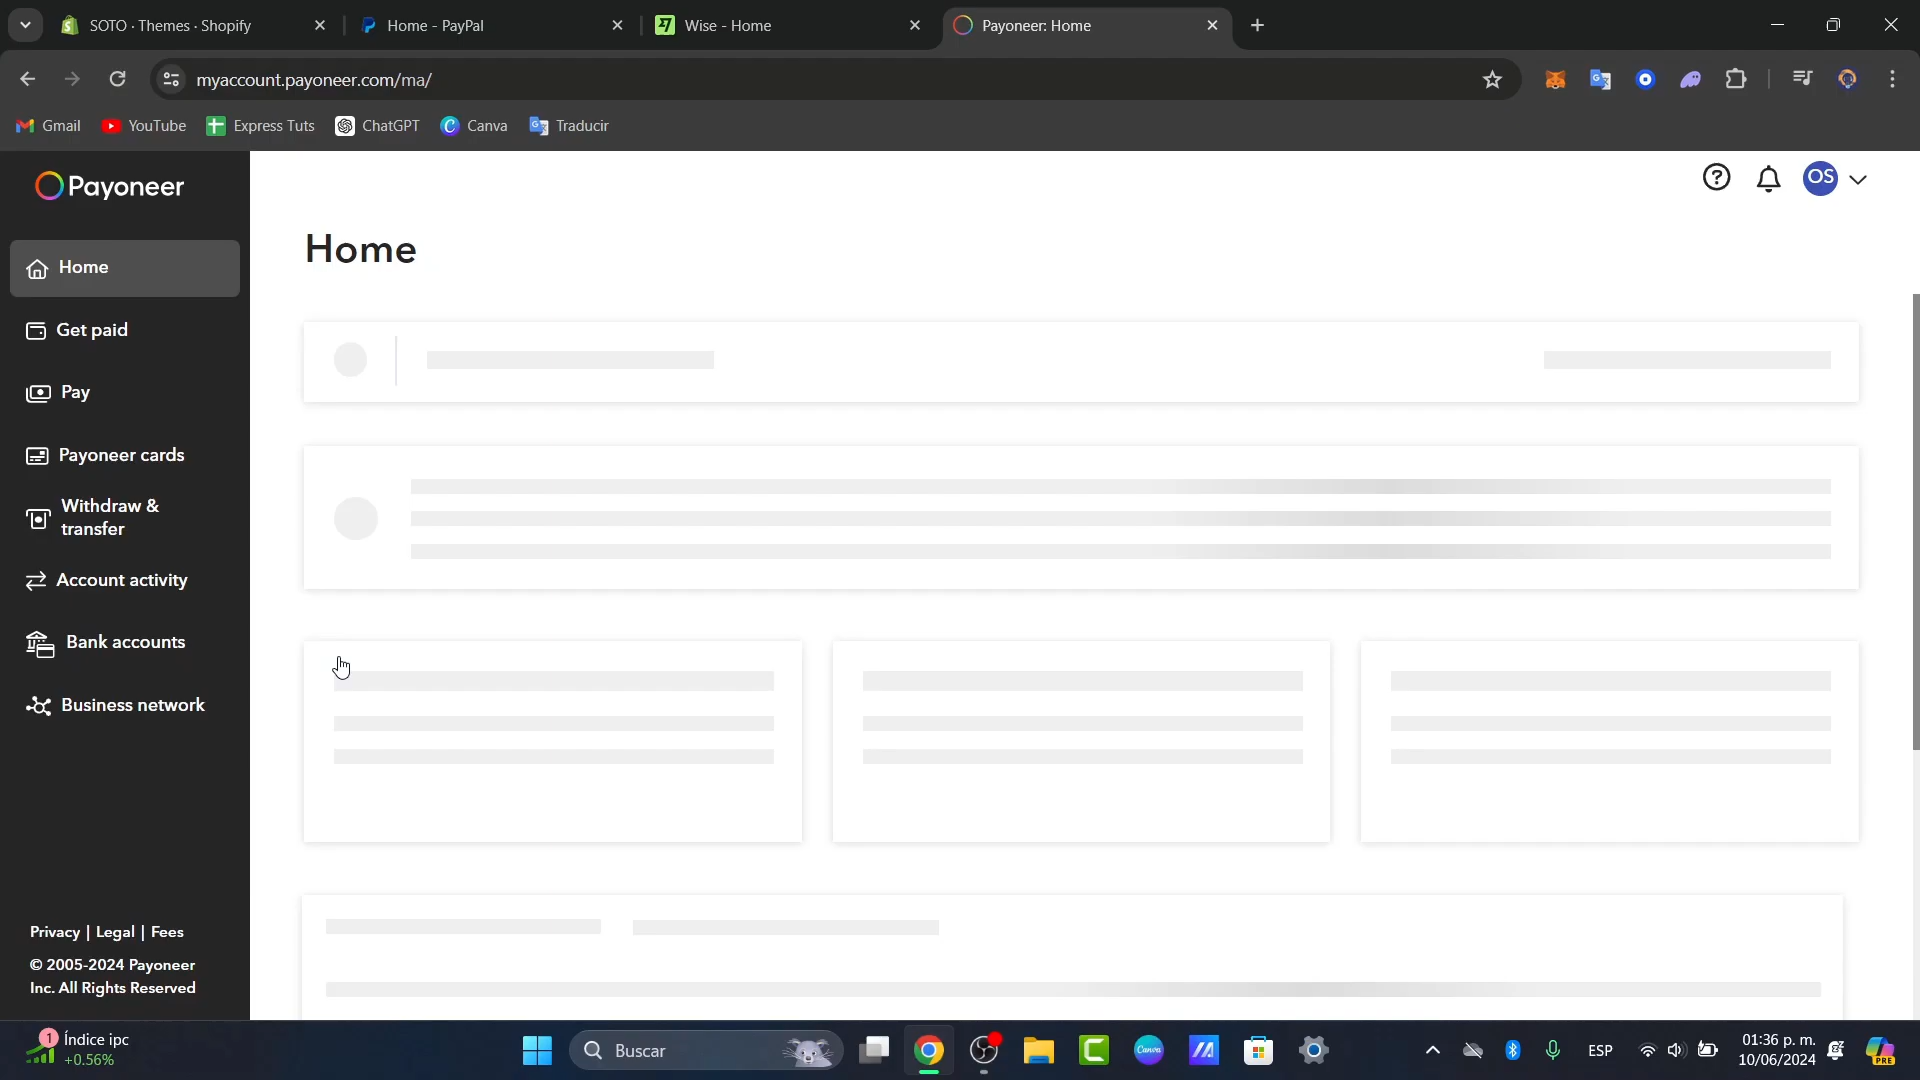 SOTO · Themes · Shopify
Home - PayPal
Wise - Home
Payoneer: Home
myaccount.payoneer.com/ma/
Gmail
YouTube
Express Tuts
ChatGPT
Canva
Traducir
Payoneer
OS
Home
Home
Get paid
Pay
Payoneer cards
Withdraw &
transfer
Account activity
Bank accounts
Business network
Privacy | Legal | Fees
© 2005-2024 Payoneer
Inc. All Rights Reserved
1
Índice ipc
+0.56%
Buscar
Canva
ESP
01:36 p. m.
10/06/2024
PRE